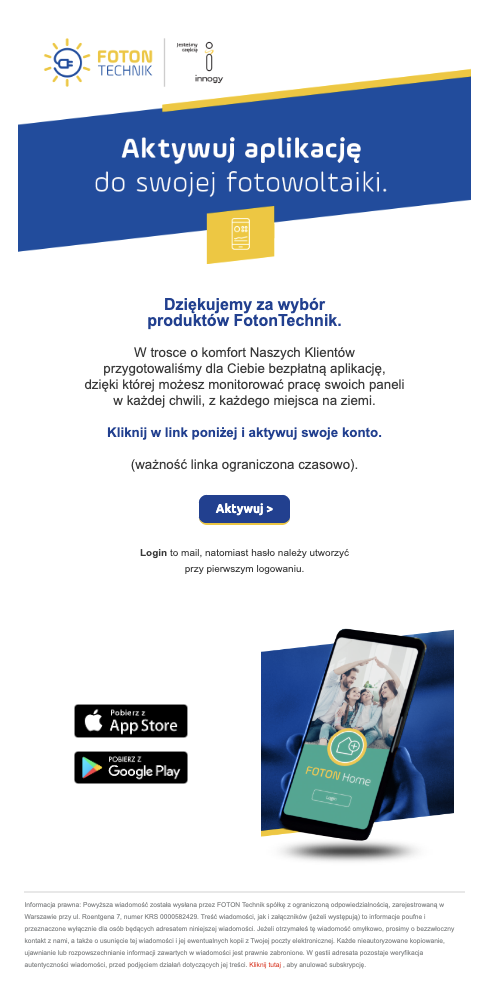 FOTON
TECHNIK
jesteśmy
częścią
innogy
Aktywuj aplikację
do swojej fotowoltaiki.
Dziękujemy za wybór
produktów FotonTechnik.
W trosce o komfort Naszych Klientów
przygotowaliśmy dla Ciebie bezpłatną aplikację,
dzięki której możesz monitorować pracę swoich paneli
w każdej chwili, z każdego miejsca na ziemi.
Kliknij w link poniżej i aktywuj swoje konto.
(ważność linka ograniczona czasowo).
Aktywuj >
Login to mail, natomiast hasło należy utworzyć
przy pierwszym logowaniu.
Pobierz z
App Store
POBIERZ Z
Google Play
FOTON Home
Informacja prawna: Powyższa wiadomość została wysłana przez FOTON Technik spółkę z ograniczoną odpowiedzialnością, zarejestrowaną w
Warszawie przy ul. Roentgena 7, numer KRS 0000582429. Treść wiadomości, jak i załączników (jeżeli występują) to informacje poufne i
przeznaczone wyłącznie dla osób będących adresatem niniejszej wiadomości. Jeżeli otrzymałeś tę wiadomość omyłkowo, prosimy o bezzwłoczny
kontakt z nami, a także o usunięcie tej wiadomości i jej ewentualnych kopii z Twojej poczty elektronicznej. Każde nieautoryzowane kopiowanie,
ujawnianie lub rozpowszechnianie informacji zawartych w wiadomości jest prawnie zabronione. W gestii adresata pozostaje weryfikacja
autentyczności wiadomości, przed podjęciem działań dotyczących jej treści. Kliknij tutaj , aby anulować subskrypcję.